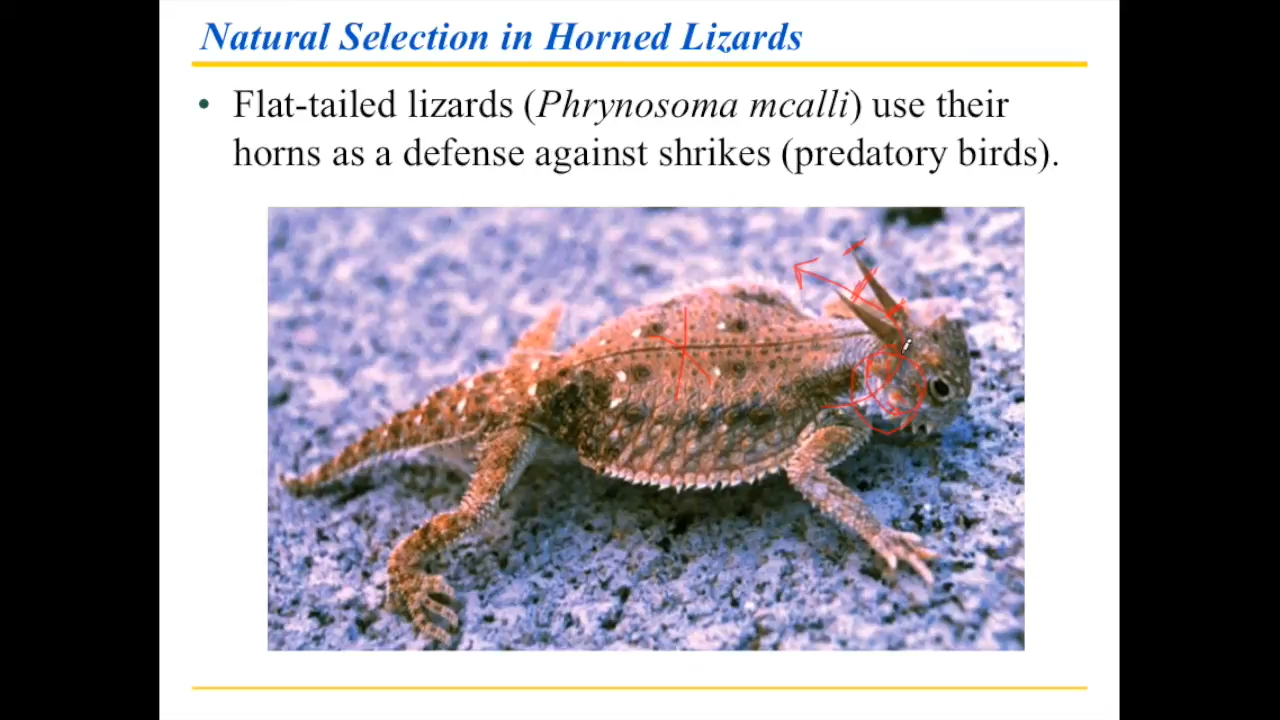 Natural Selection in Horned Lizards
• Flat-tailed lizards (Phrynosoma mcalli) use their
horns as a defense against shrikes (predatory birds).